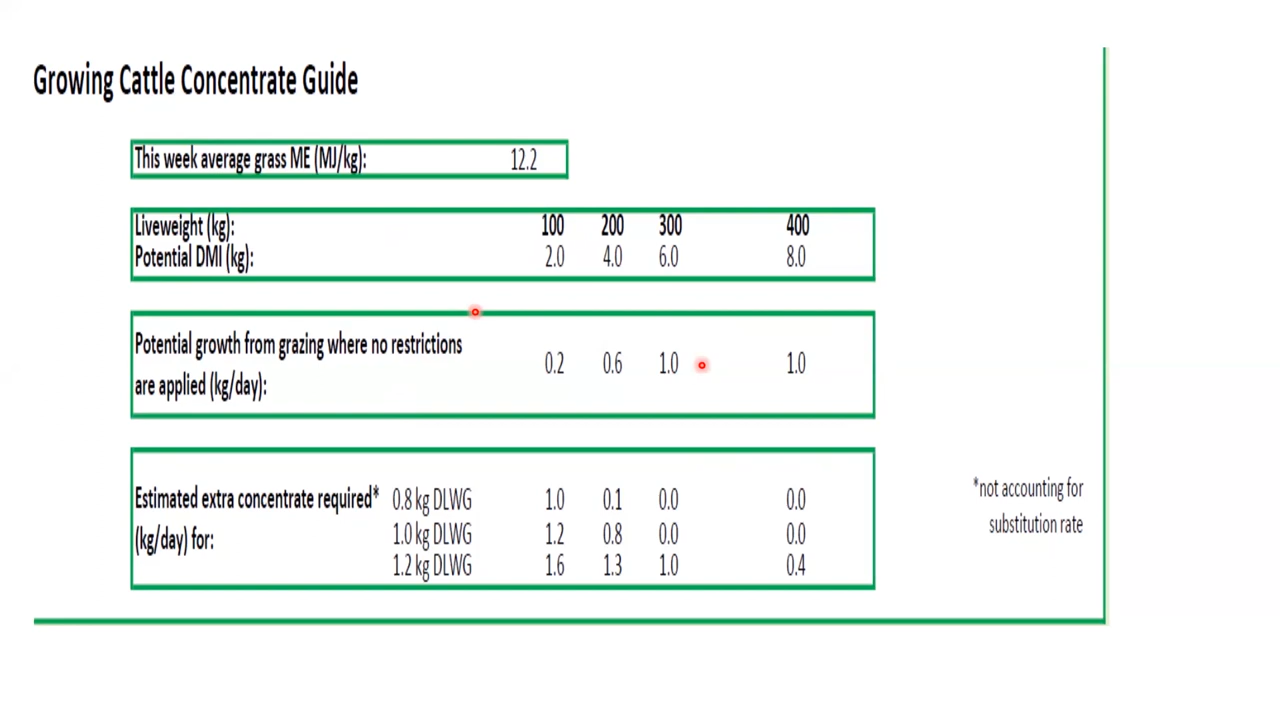 Growing Cattle Concentrate Guide
This week average grass ME (MJ/kg): 12.2
Liveweight (kg): 100 200 300 400
Potential DMI (kg): 2.0 4.0 6.0 8.0
Potential growth from grazing where no restrictions
are applied (kg/day): 0.2 0.6 1.0 1.0
Estimated extra concentrate required* 0.8 kg DLWG 1.0 0.1 0.0 0.0
(kg/day) for: 1.0 kg DLWG 1.2 0.8 0.0 0.0
1.2 kg DLWG 1.6 1.3 1.0 0.4
*not accounting for
substitution rate